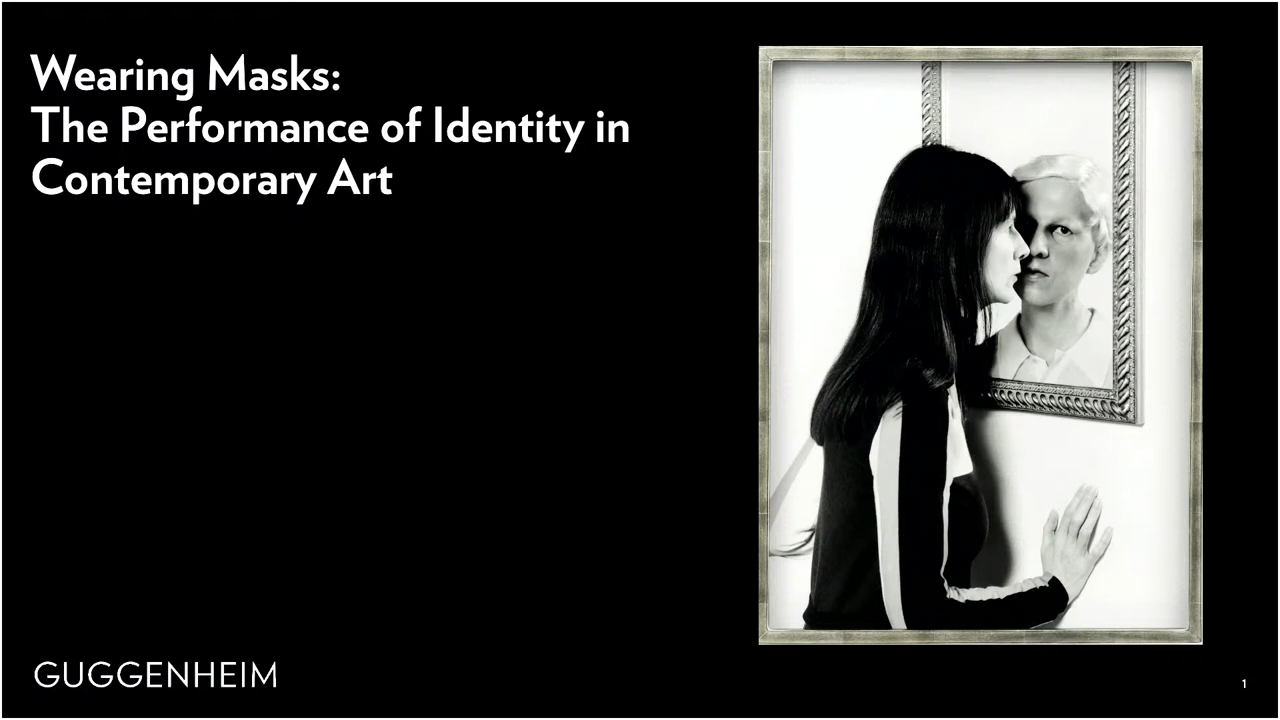 Wearing Masks:
The Performance of Identity in
Contemporary Art
GUGGENHEIM
1